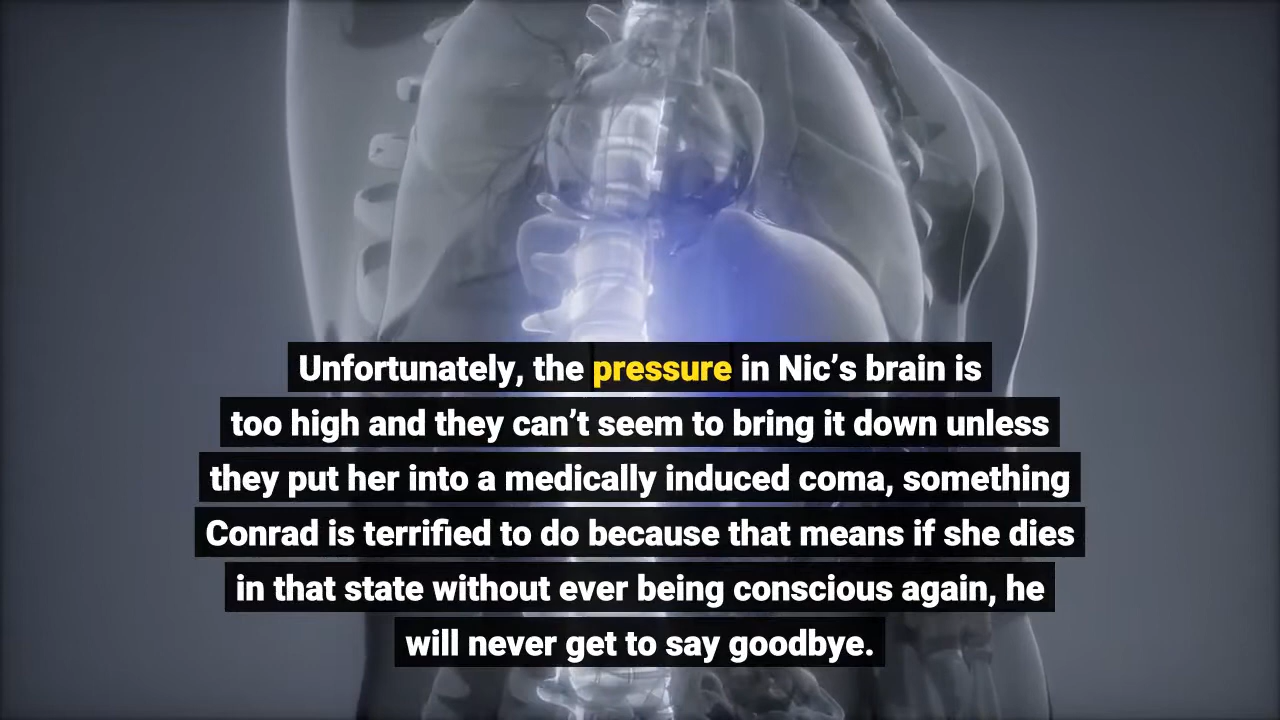 Unfortunately, the pressure in Nic’s brain is
too high and they can’t seem to bring it down unless
they put her into a medically induced coma, something
Conrad is terrified to do because that means if she dies
in that state without ever being conscious again, he
will never get to say goodbye.